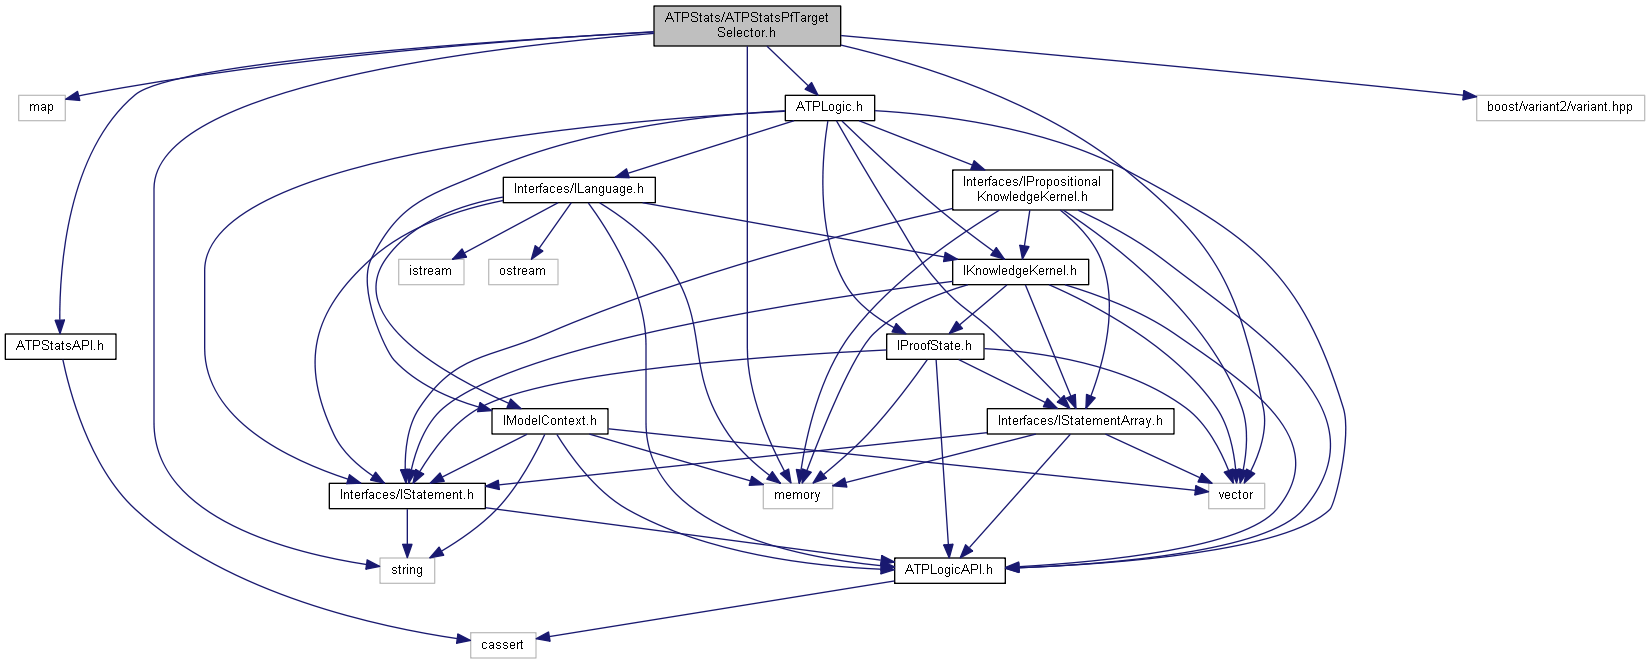 ATPStats/ATPStatsPfTarget
Selector.h
map
ATPLogic.h
boost/variant2/variant.hpp
Interfaces/ILanguage.h
Interfaces/IPropositional
KnowledgeKernel.h
istream
ostream
IKnowledgeKernel.h
ATPStatsAPI.h
IProofState.h
IModelContext.h
Interfaces/IStatementArray.h
Interfaces/IStatement.h
memory
vector
string
ATPLogicAPI.h
cassert